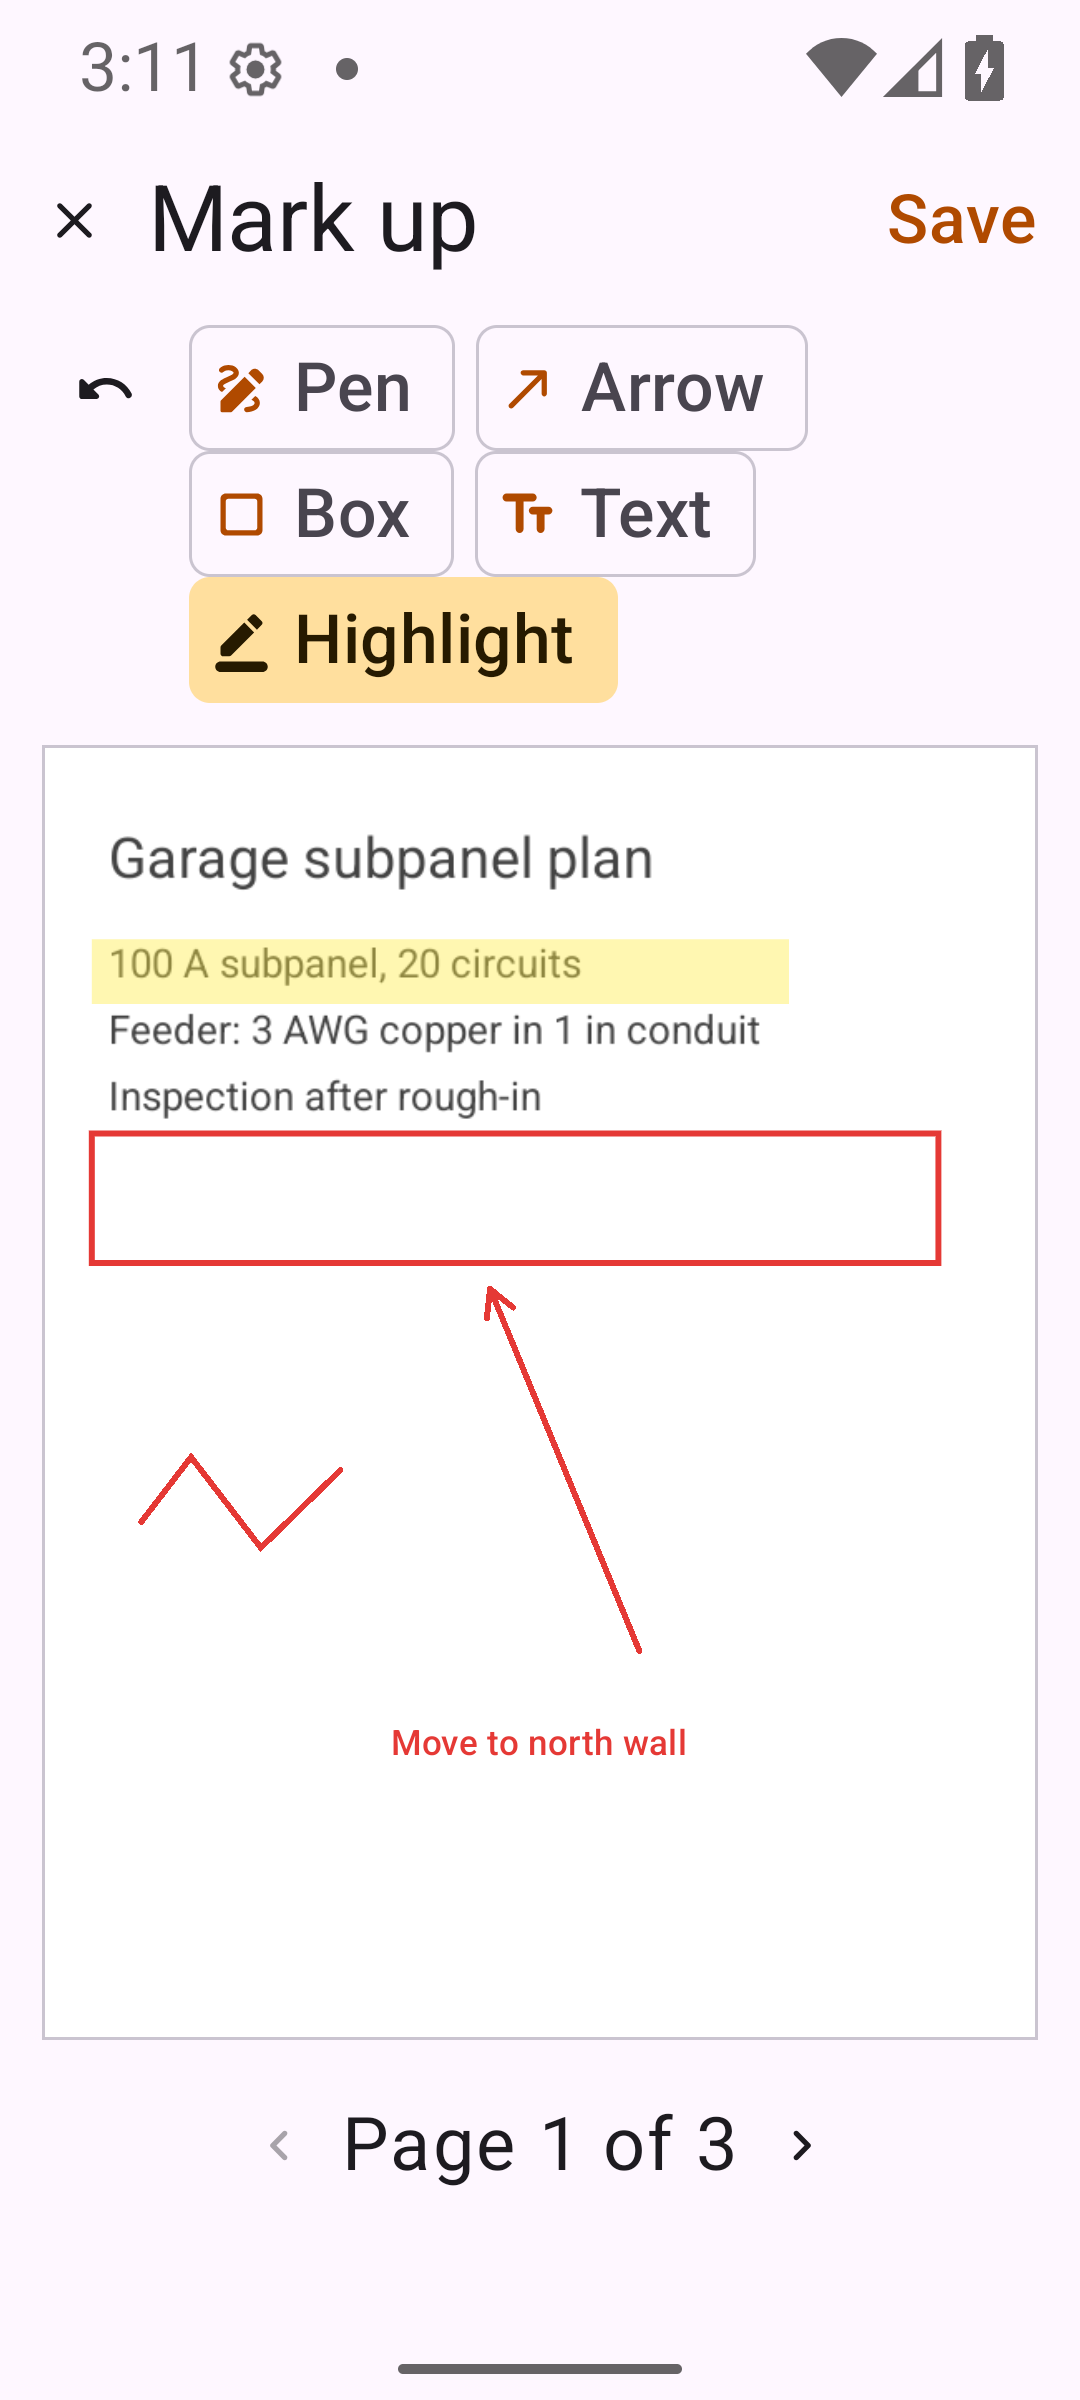 3:11
Mark up
Save
Pen
Arrow
Box
Text
Highlight
Garage subpanel plan
100 A subpanel, 20 circuits
Feeder: 3 AWG copper in 1 in conduit
Inspection after rough-in
Move to north wall
Page 1 of 3